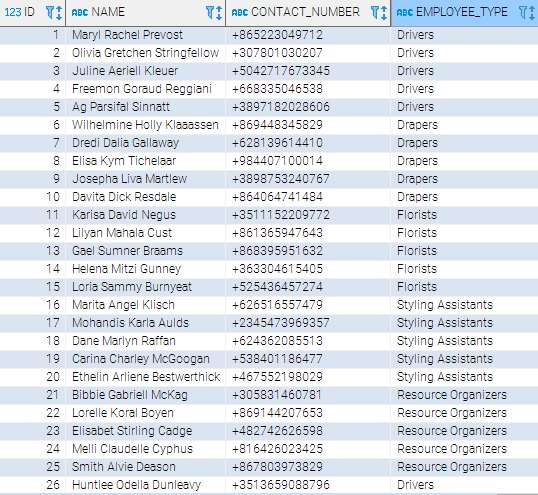 123 ID ABC NAME ABC CONTACT_NUMBER ABC EMPLOYEE_TYPE
1 Maryl Rachel Prevost +865223049712 Drivers
2 Olivia Gretchen Stringfellow +307801030207 Drivers
3 Juline Aeriell Kleuer +5042717673345 Drivers
4 Freemon Goraud Reggiani +668335046538 Drivers
5 Ag Parsifal Sinnatt +3897182028606 Drivers
6 Wilhelmine Holly Klaaassen +869448345829 Drapers
7 Dredi Dalia Gallaway +628139614410 Drapers
8 Elisa Kym Tichelaar +984407100014 Drapers
9 Josepha Liva Martlew +3898753240767 Drapers
10 Davita Dick Resdale +864064741484 Drapers
11 Karisa David Negus +3511152209772 Florists
12 Lilyan Mahala Cust +861365947643 Florists
13 Gael Sumner Braams +868395951632 Florists
14 Helena Mitzi Gunney +363304615405 Florists
15 Loria Sammy Burnyeat +525436457274 Florists
16 Marita Angel Klisch +626516557479 Styling Assistants
17 Mohandis Karla Aulds +2345473969357 Styling Assistants
18 Dane Marlyn Raffan +624362085513 Styling Assistants
19 Carina Charley McGoogan +538401186477 Styling Assistants
20 Ethelin Arliene Bestwerthick +467552198029 Styling Assistants
21 Bibbie Gabriell McKag +305831460781 Resource Organizers
22 Lorelle Koral Boyen +869144207653 Resource Organizers
23 Elisabet Stirling Cadge +482742626598 Resource Organizers
24 Melli Claudelle Cyphus +816426023425 Resource Organizers
25 Smith Alvie Deason +867803973829 Resource Organizers
26 Huntlee Odella Dunleavy +3513659088796 Drivers